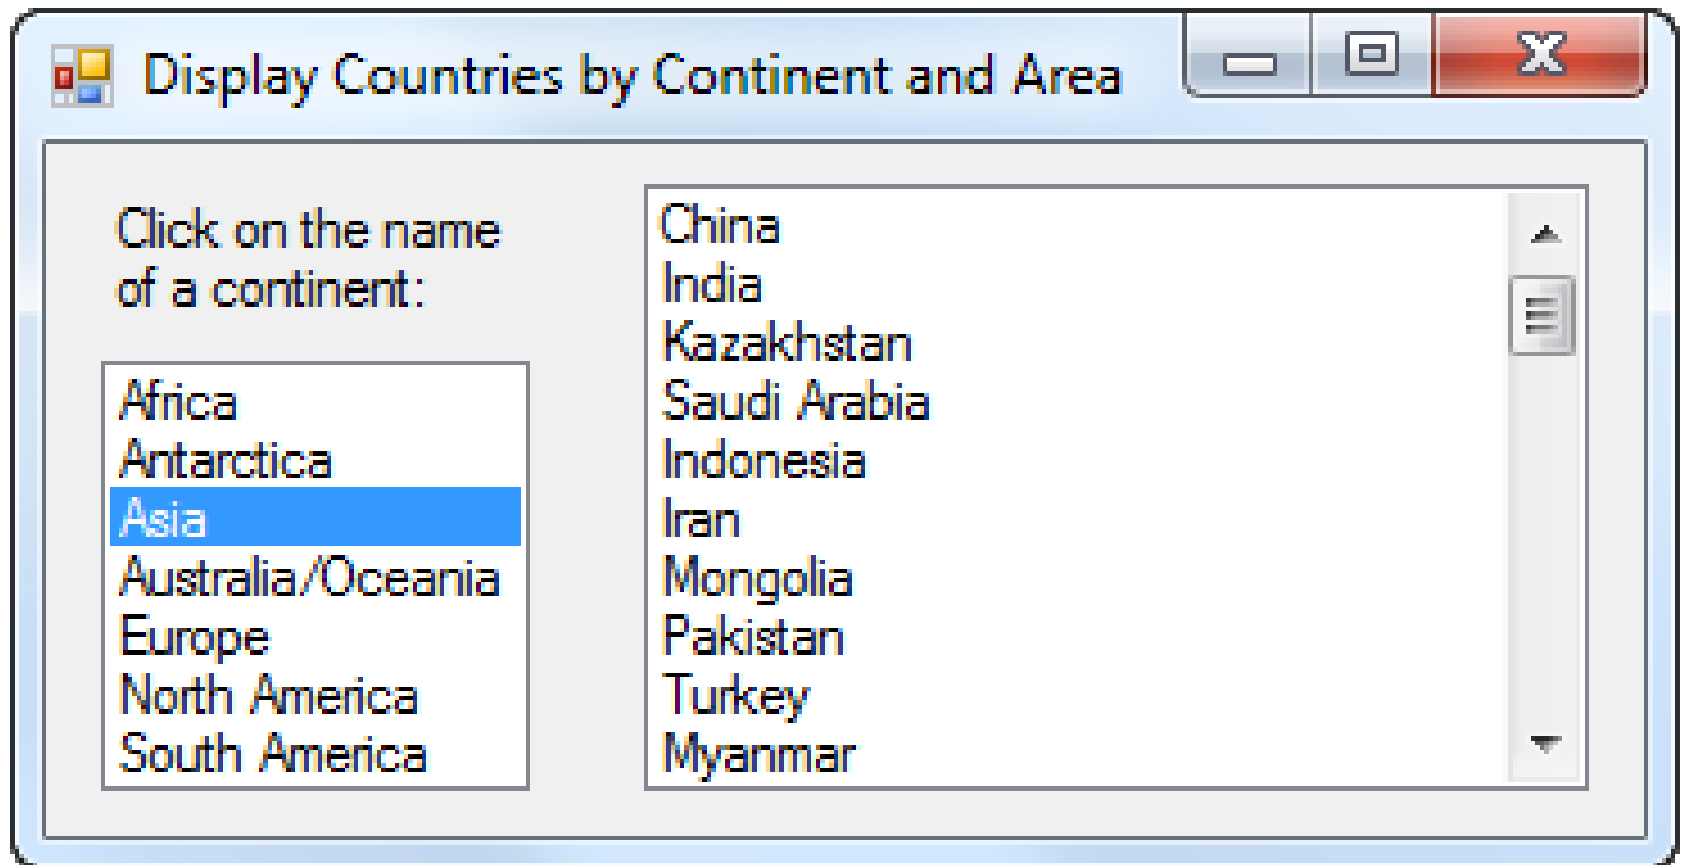 Display Countries by Continent and Area
Click on the name
of a continent:
Africa
Antarctica
Asia
Australia/Oceania
Europe
North America
South America
China
India
Kazakhstan
Saudi Arabia
Indonesia
Iran
Mongolia
Pakistan
Turkey
Myanmar